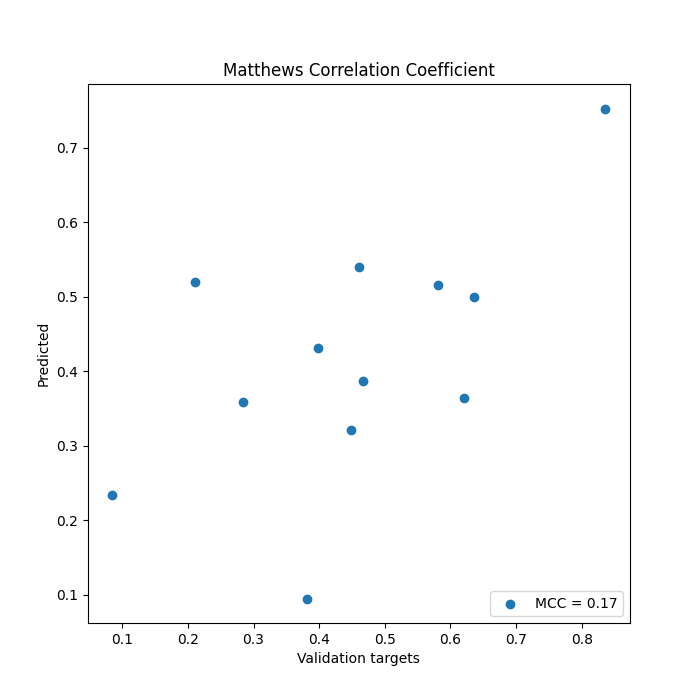 Matthews Correlation Coefficient
0.7
0.6
0.5
0.4
0.3
0.2
0.1
Predicted
0.1 0.2 0.3 0.4 0.5 0.6 0.7 0.8
Validation targets
MCC = 0.17